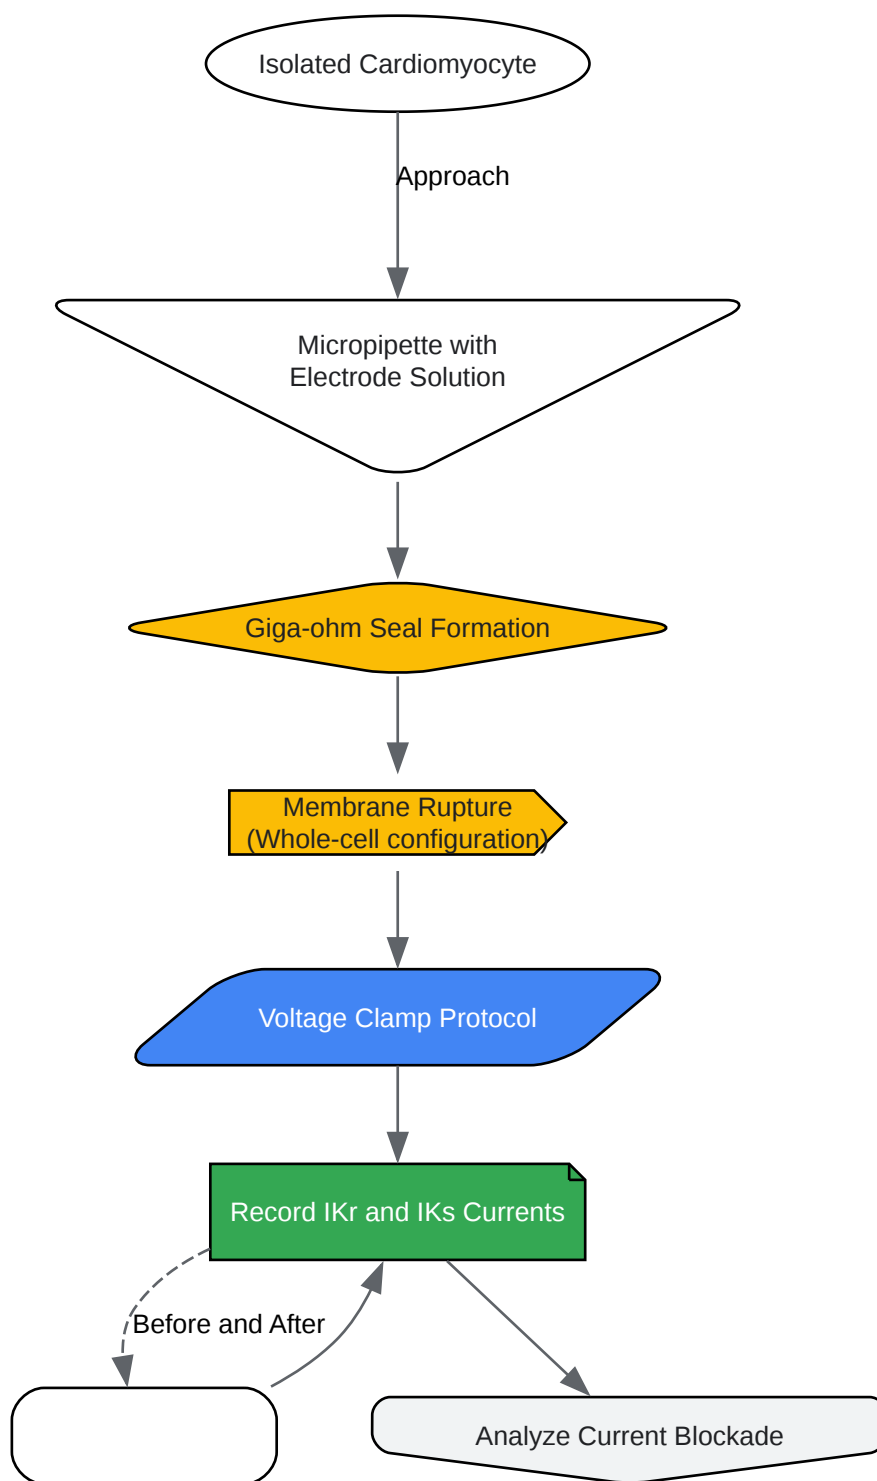 Isolated Cardiomyocyte
Approach
Micropipette with
Electrode Solution
Giga-ohm Seal Formation
Membrane Rupture
(Whole-cell configuration)
Voltage Clamp Protocol
Record IKr and IKs Currents
Before and After
Analyze Current Blockade